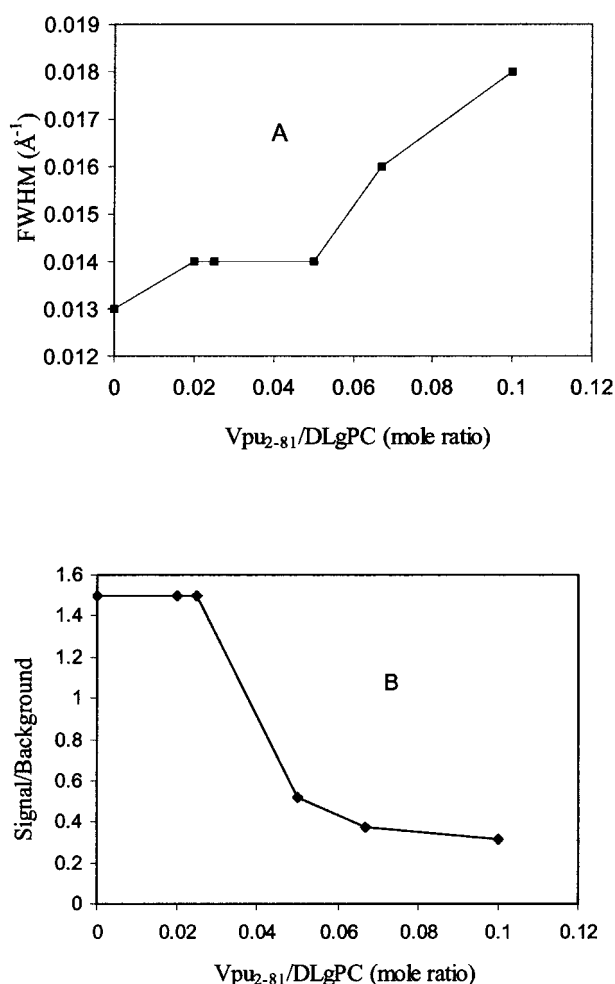 0.019
0.018
0.017
0.016
0.015
0.014
0.013
0.012
FWHM (Å⁻¹)
A
0 0.02 0.04 0.06 0.08 0.1 0.12
Vpu₂₋₈₁/DLgPC (mole ratio)
1.6
1.4
1.2
1
0.8
0.6
0.4
0.2
0
Signal/Background
B
0 0.02 0.04 0.06 0.08 0.1 0.12
Vpu₂₋₈₁/DLgPC (mole ratio)